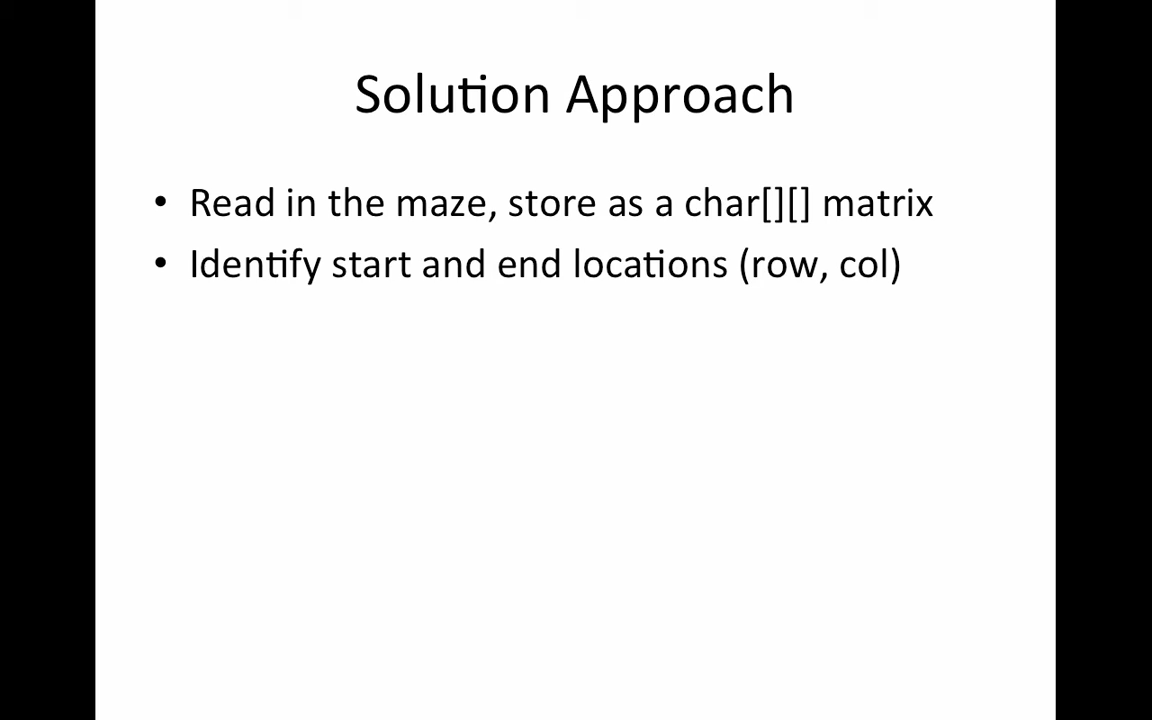 Solution Approach
• Read in the maze, store as a char[][] matrix
• Identify start and end locations (row, col)